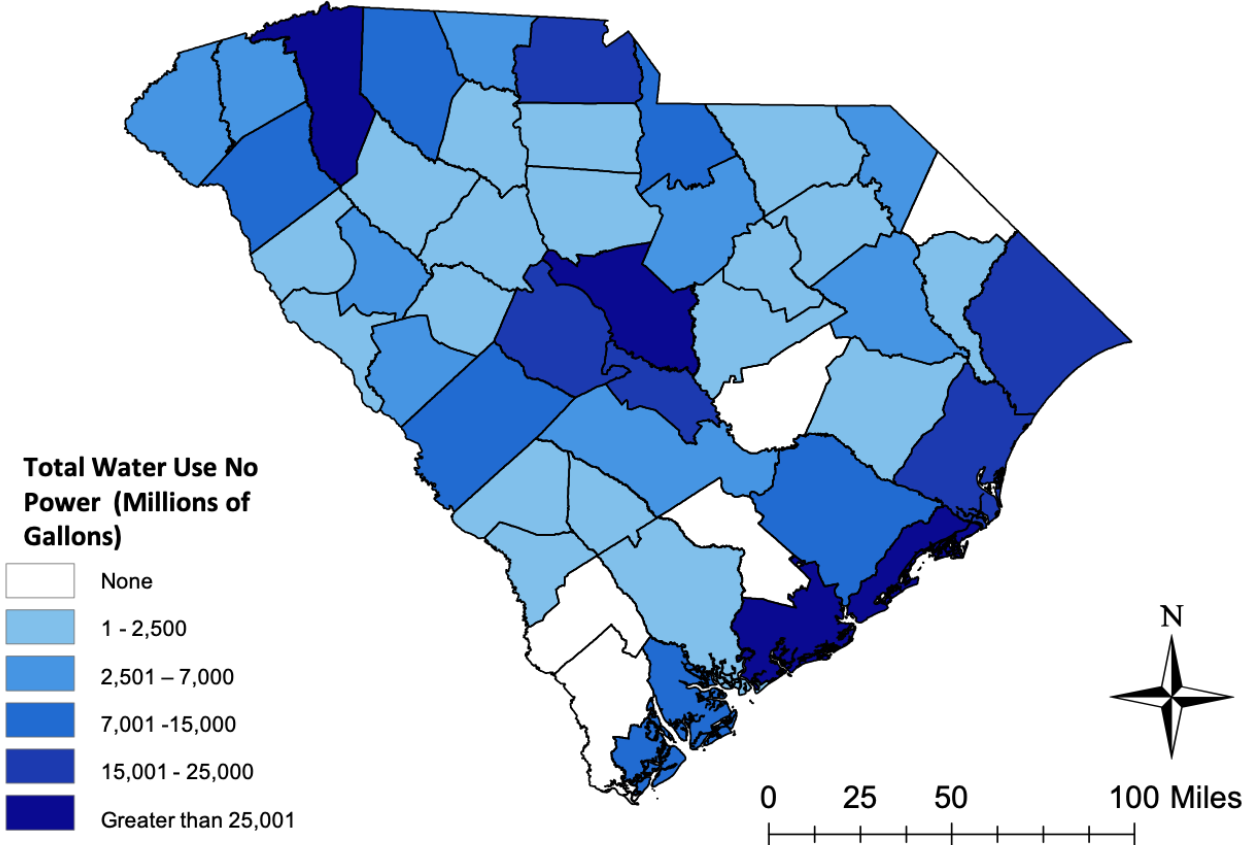 Total Water Use No
Power (Millions of
Gallons)
None
1 - 2,500
2,501 – 7,000
7,001 -15,000
15,001 - 25,000
Greater than 25,001
N
0 25 50 100 Miles